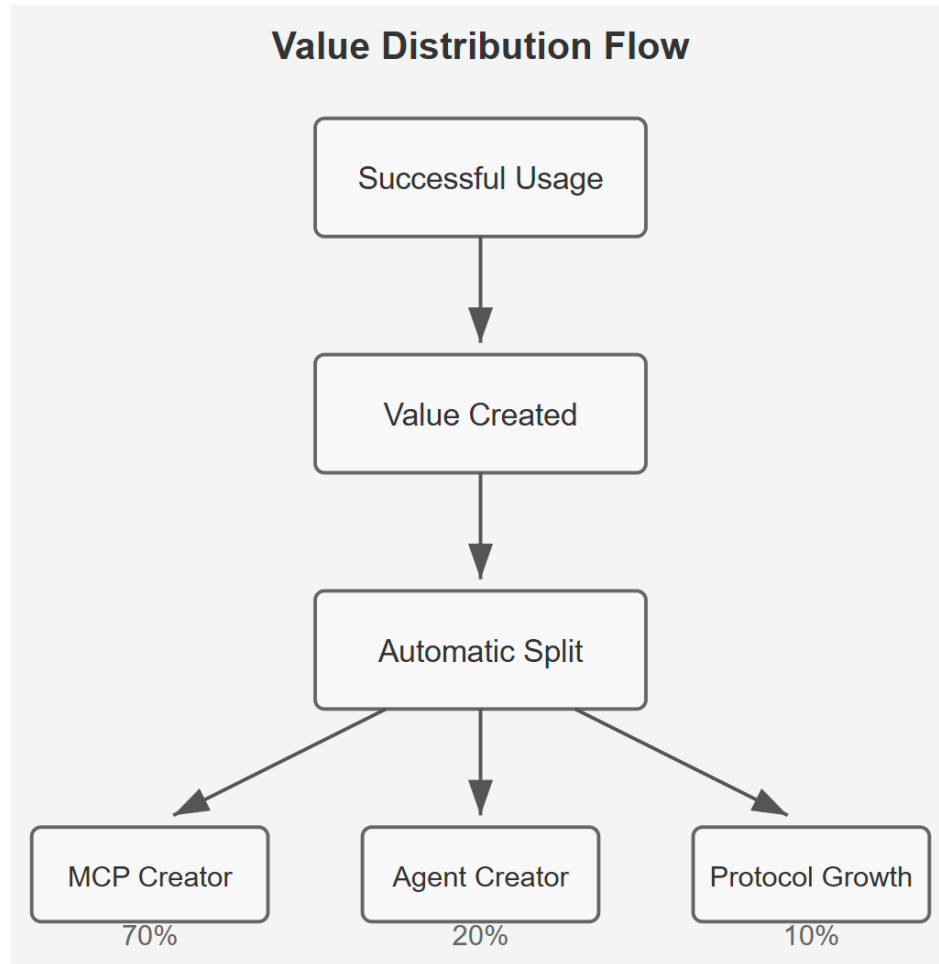 Value Distribution Flow
Successful Usage
Value Created
Automatic Split
MCP Creator
Agent Creator
Protocol Growth
70%
20%
10%